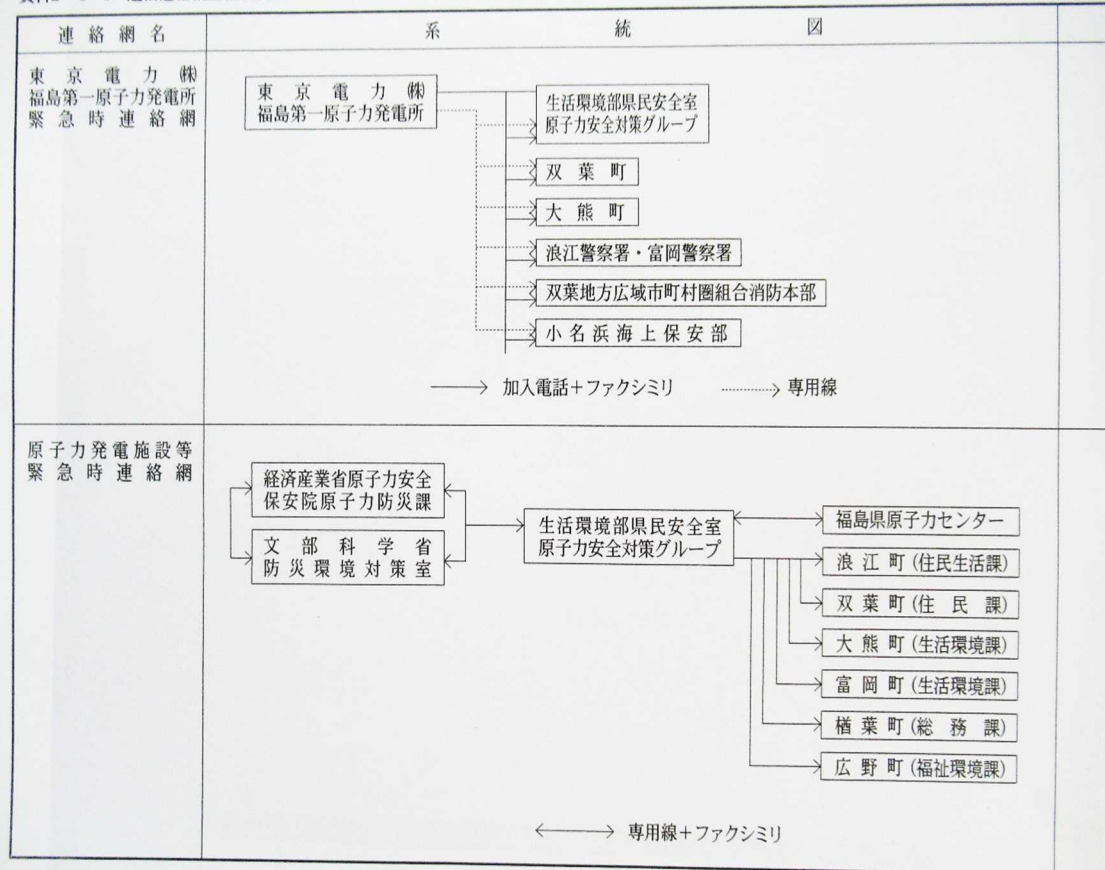 連絡網名
系統図
東京電力㈱
福島第一原子力発電所
緊急時連絡網
東京電力㈱
福島第一原子力発電所
生活環境部県民安全室
原子力安全対策グループ
双葉町
大熊町
浪江警察署・富岡警察署
双葉地方広域市町村圏組合消防本部
小名浜海上保安部
加入電話+ファクシミリ
専用線
原子力発電施設等
緊急時連絡網
経済産業省原子力安全
保安院原子力防災課
文部科学省
防災環境対策室
生活環境部県民安全室
原子力安全対策グループ
福島県原子力センター
浪江町(住民生活課)
双葉町(住民課)
大熊町(生活環境課)
富岡町(生活環境課)
楢葉町(総務課)
広野町(福祉環境課)
専用線+ファクシミリ